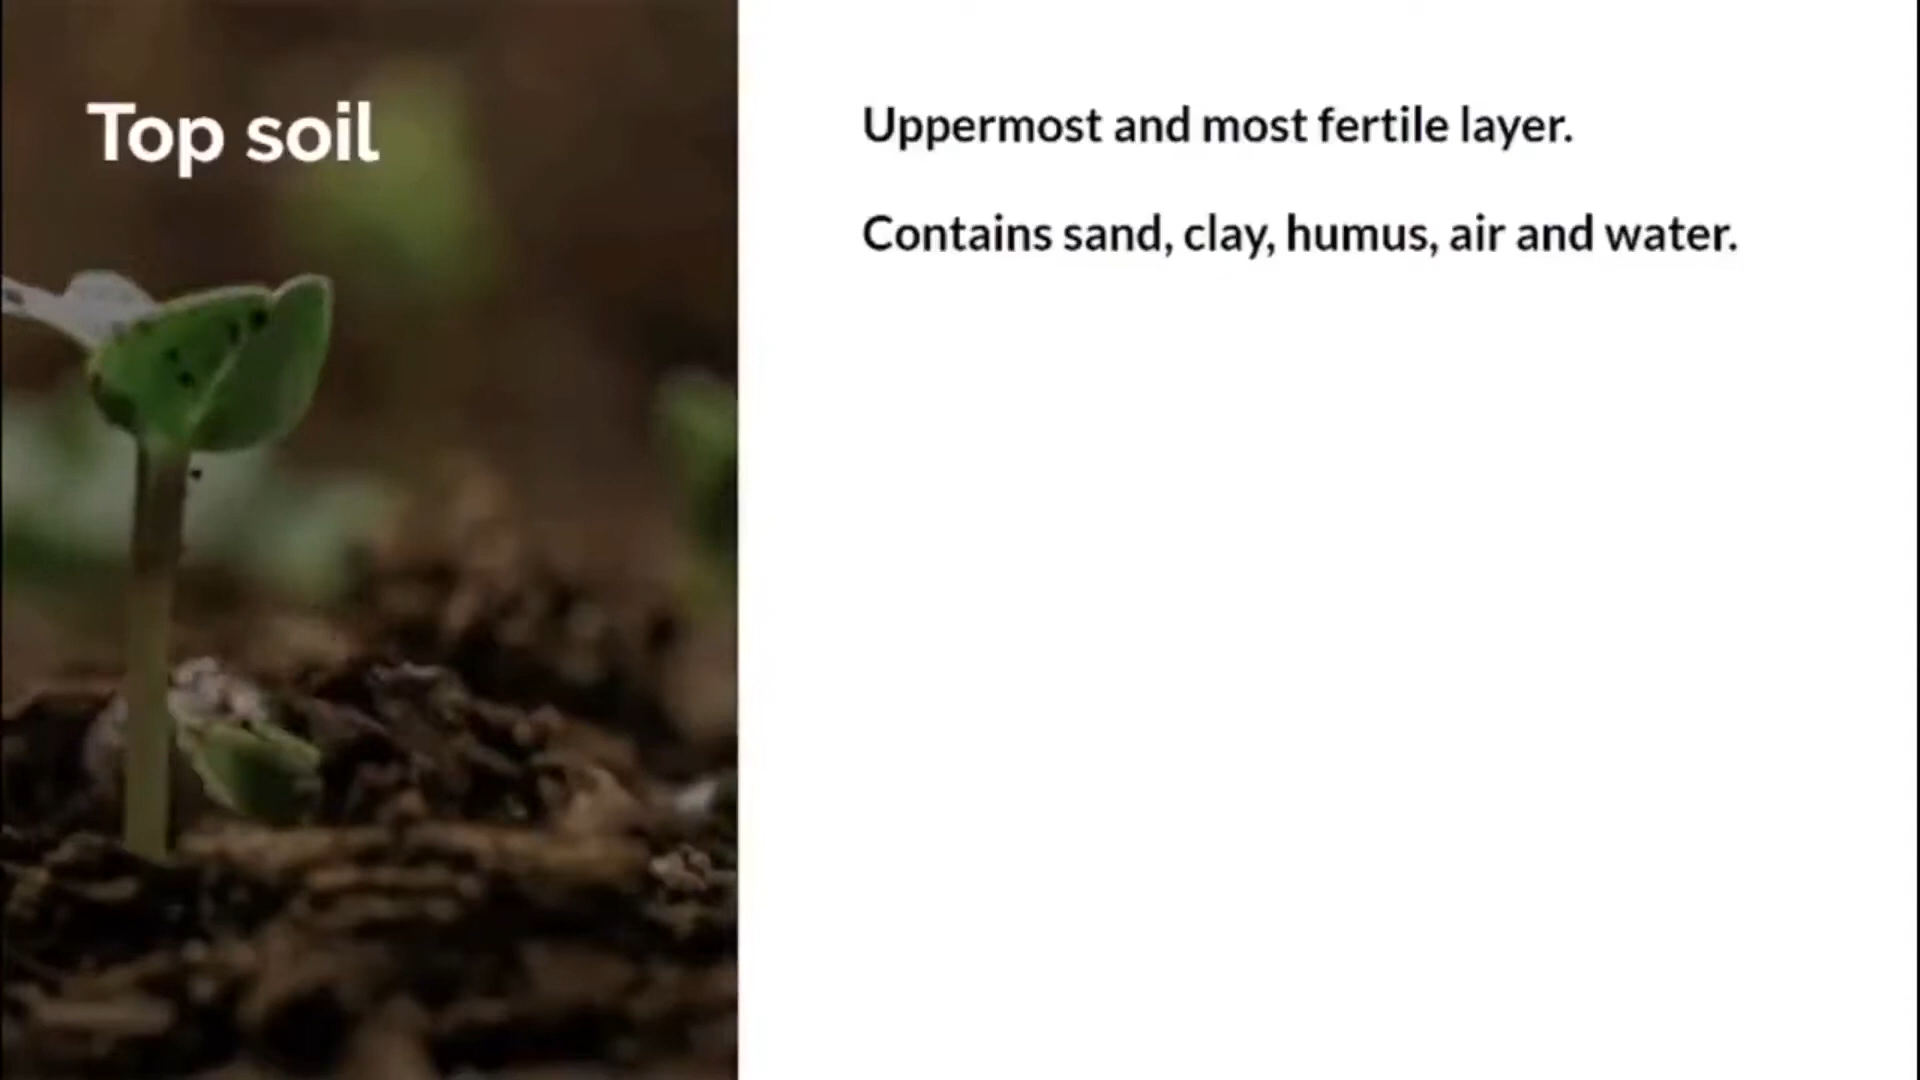 Top soil
Uppermost and most fertile layer.
Contains sand, clay, humus, air and water.